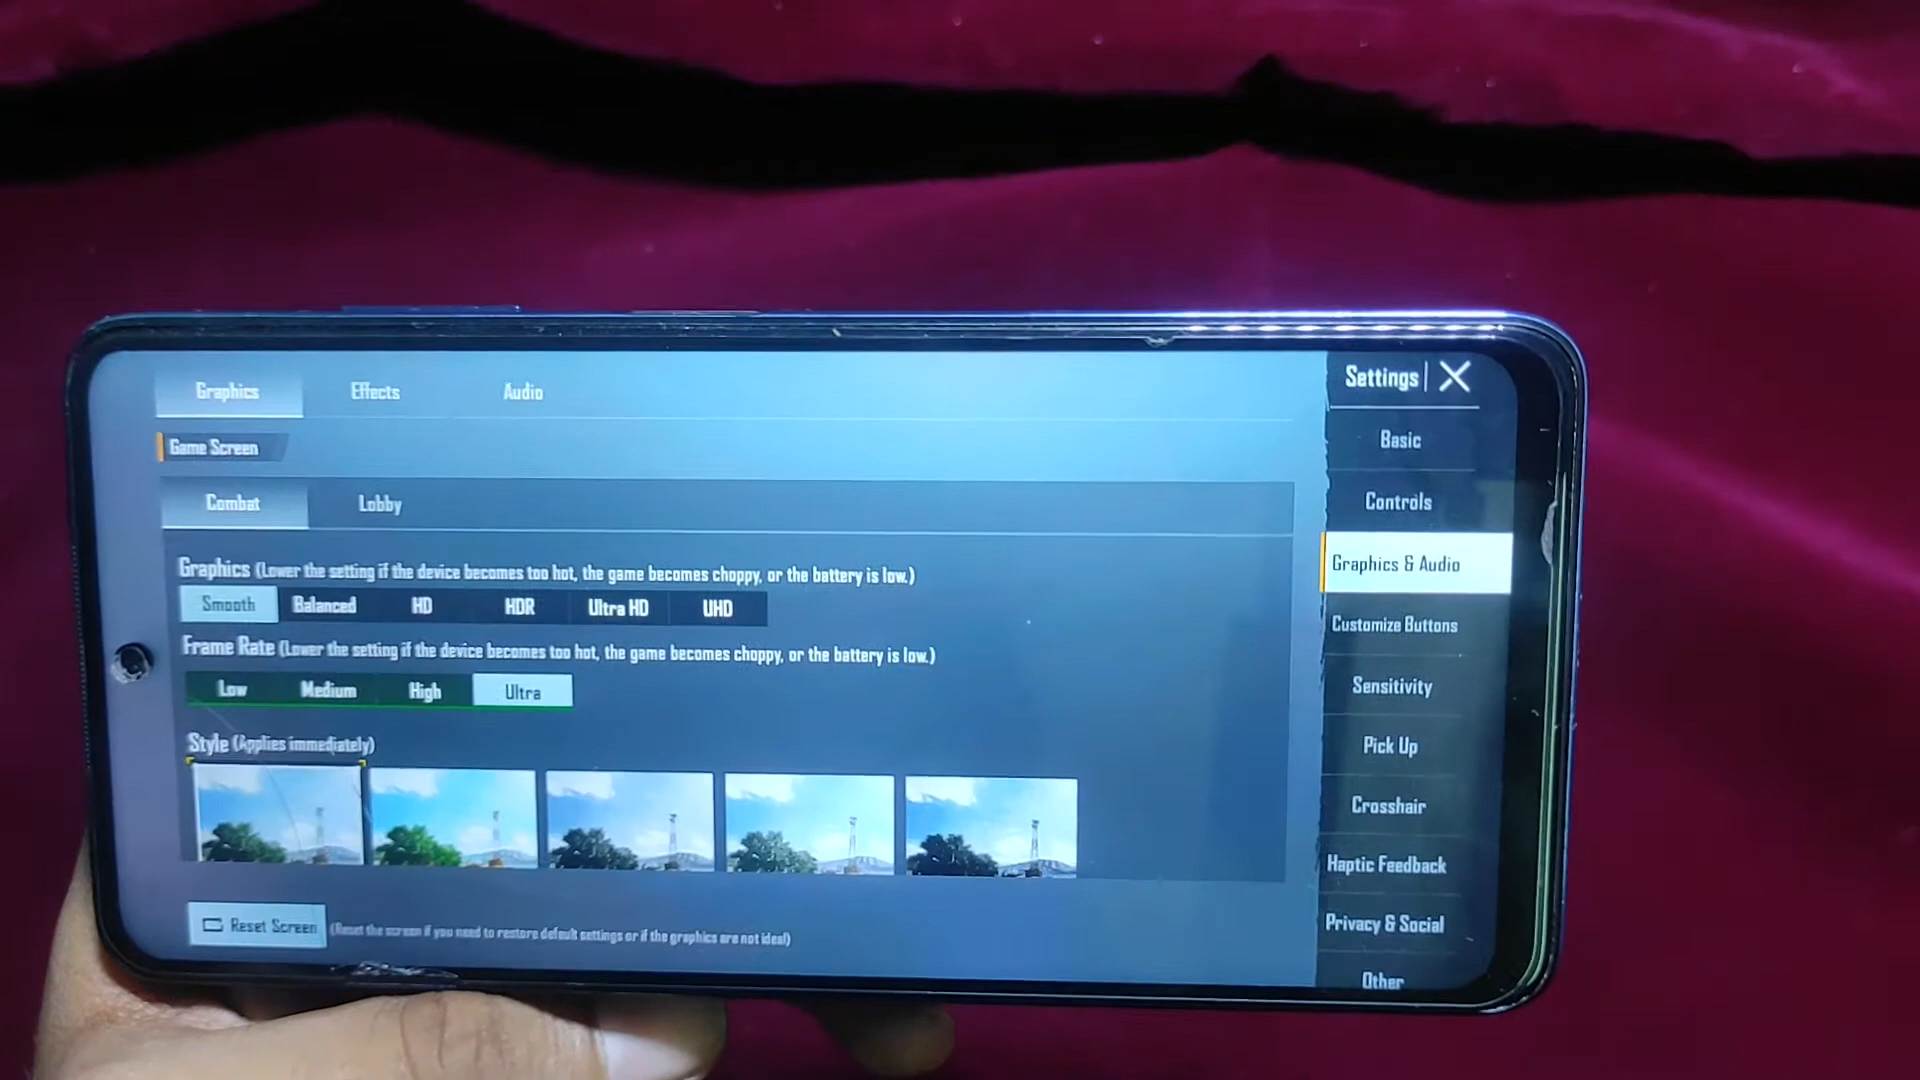 Graphics Effects Audio
Settings
Game Screen
Basic
Combat Lobby
Controls
Graphics (Lower the setting if the device becomes too hot, the game becomes choppy, or the battery is low.)
Graphics & Audio
Smooth Balanced HD HDR Ultra HD UHD
Customize Buttons
Frame Rate (Lower the setting if the device becomes too hot, the game becomes choppy, or the battery is low.)
Low Medium High Ultra
Sensitivity
Style (Applies immediately)
Pick Up
Crosshair
Haptic Feedback
Reset Screen (Reset the screen if you need to restore default settings or if the graphics are not ideal)
Privacy & Social
Other